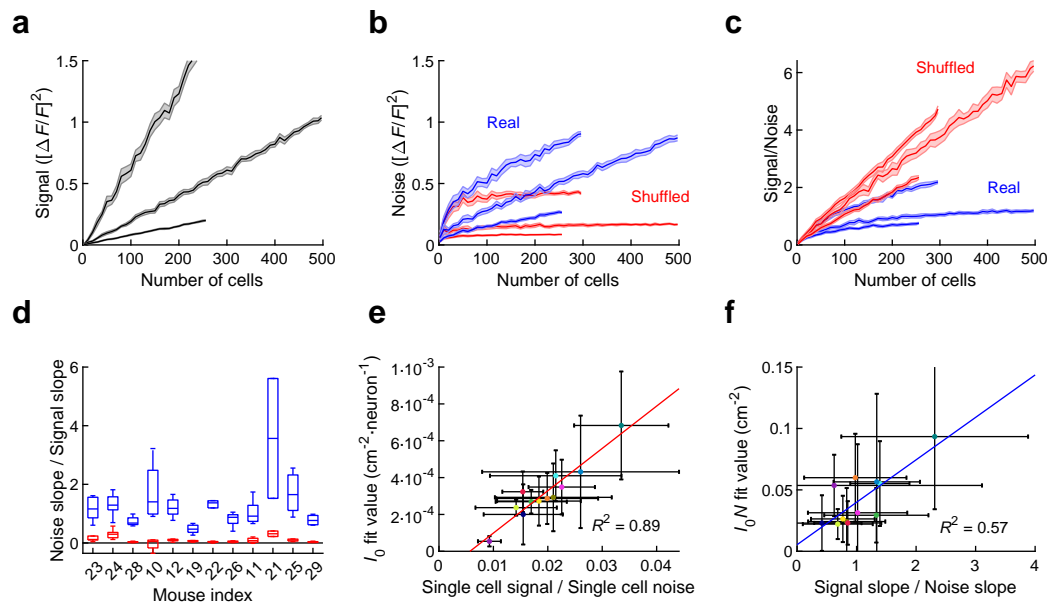 a
b
c
Signal ([ΔF/F]²)
1.5
1
0.5
0
0 100 200 300 400 500
Number of cells
Noise ([ΔF/F]²)
1.5
1
0.5
0
Real
Shuffled
0 100 200 300 400 500
Number of cells
Signal/Noise
6
4
2
0
Shuffled
Real
0 100 200 300 400 500
Number of cells
d
e
f
Noise slope / Signal slope
6
4
2
0
23 24 28 10 12 19 22 26 11 21 25 29
Mouse index
I₀ fit value (cm⁻²·neuron⁻¹)
1·10⁻³
8·10⁻⁴
6·10⁻⁴
4·10⁻⁴
2·10⁻⁴
0
R² = 0.89
0 0.01 0.02 0.03 0.04
Single cell signal / Single cell noise
I₀N fit value (cm⁻²)
0.15
0.1
0.050
0
R² = 0.57
0 1 2 3 4
Signal slope / Noise slope